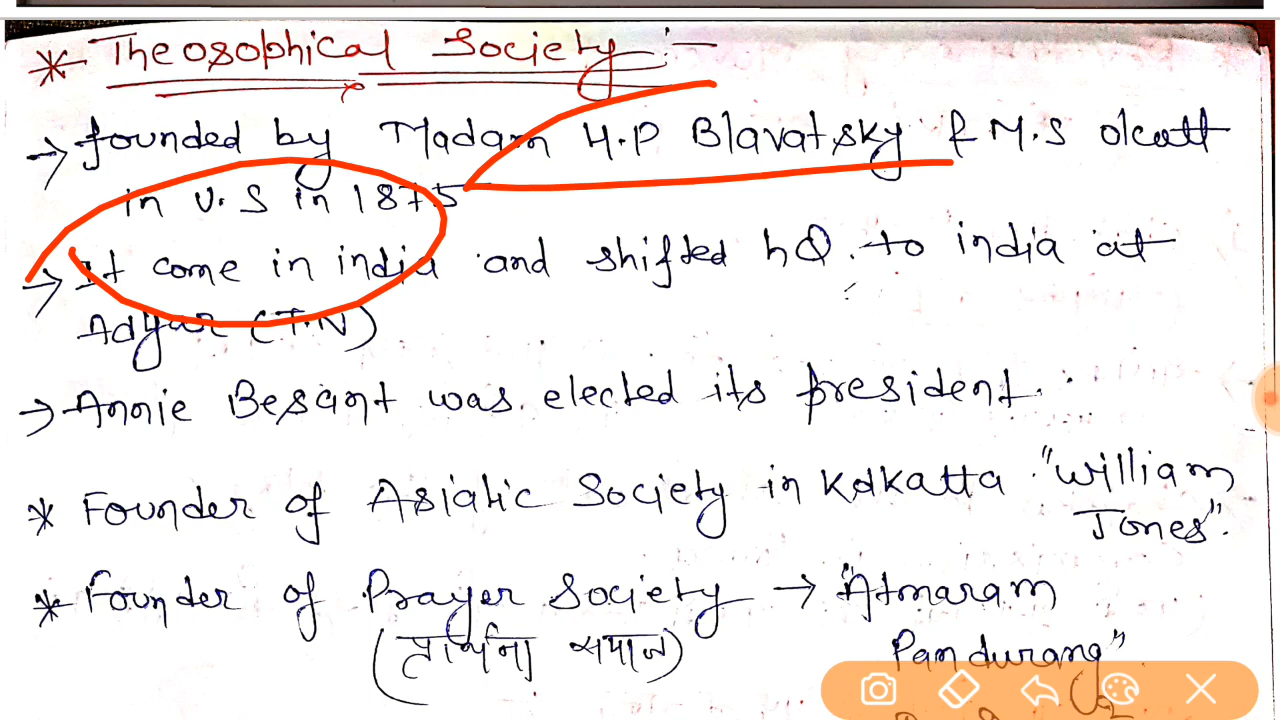 * Theosophical Society :-
→ founded by Madam H.P Blavatsky & M.S olcatt
in U.S in 1875
→ It come in india and shifted hQ. to india at
Adyar (T.N)
→ Annie Besant was elected its president.
* Founder of Asiatic Society in Kolkatta "William
Jones".
* Founder of Prayer Society → "Atmaram
(प्रार्थना समाज) Pandurang"